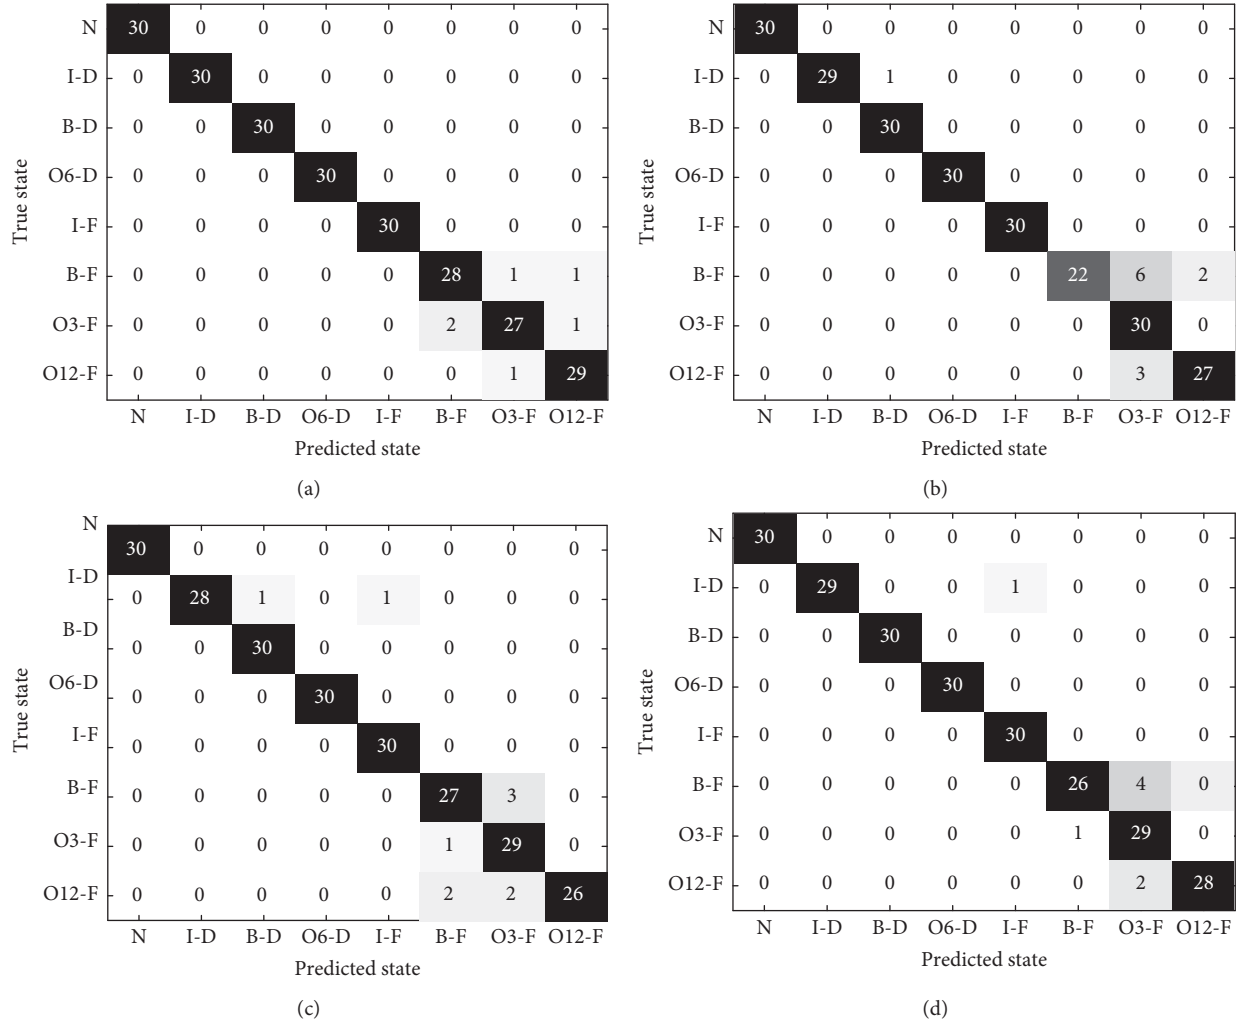 True state
N 30 0 0 0 0 0 0 0
I-D 0 30 0 0 0 0 0 0
B-D 0 0 30 0 0 0 0 0
O6-D 0 0 0 30 0 0 0 0
I-F 0 0 0 0 30 0 0 0
B-F 0 0 0 0 0 28 1 1
O3-F 0 0 0 0 0 2 27 1
O12-F 0 0 0 0 0 0 1 29
N I-D B-D O6-D I-F B-F O3-F O12-F
Predicted state
(a)
True state
N 30 0 0 0 0 0 0 0
I-D 0 29 1 0 0 0 0 0
B-D 0 0 30 0 0 0 0 0
O6-D 0 0 0 30 0 0 0 0
I-F 0 0 0 0 30 0 0 0
B-F 0 0 0 0 0 22 6 2
O3-F 0 0 0 0 0 0 30 0
O12-F 0 0 0 0 0 0 3 27
N I-D B-D O6-D I-F B-F O3-F O12-F
Predicted state
(b)
True state
N 30 0 0 0 0 0 0 0
I-D 0 28 1 0 1 0 0 0
B-D 0 0 30 0 0 0 0 0
O6-D 0 0 0 30 0 0 0 0
I-F 0 0 0 0 30 0 0 0
B-F 0 0 0 0 0 27 3 0
O3-F 0 0 0 0 0 1 29 0
O12-F 0 0 0 0 0 2 2 26
N I-D B-D O6-D I-F B-F O3-F O12-F
Predicted state
(c)
True state
N 30 0 0 0 0 0 0 0
I-D 0 29 0 0 1 0 0 0
B-D 0 0 30 0 0 0 0 0
O6-D 0 0 0 30 0 0 0 0
I-F 0 0 0 0 30 0 0 0
B-F 0 0 0 0 0 26 4 0
O3-F 0 0 0 0 0 1 29 0
O12-F 0 0 0 0 0 0 2 28
N I-D B-D O6-D I-F B-F O3-F O12-F
Predicted state
(d)